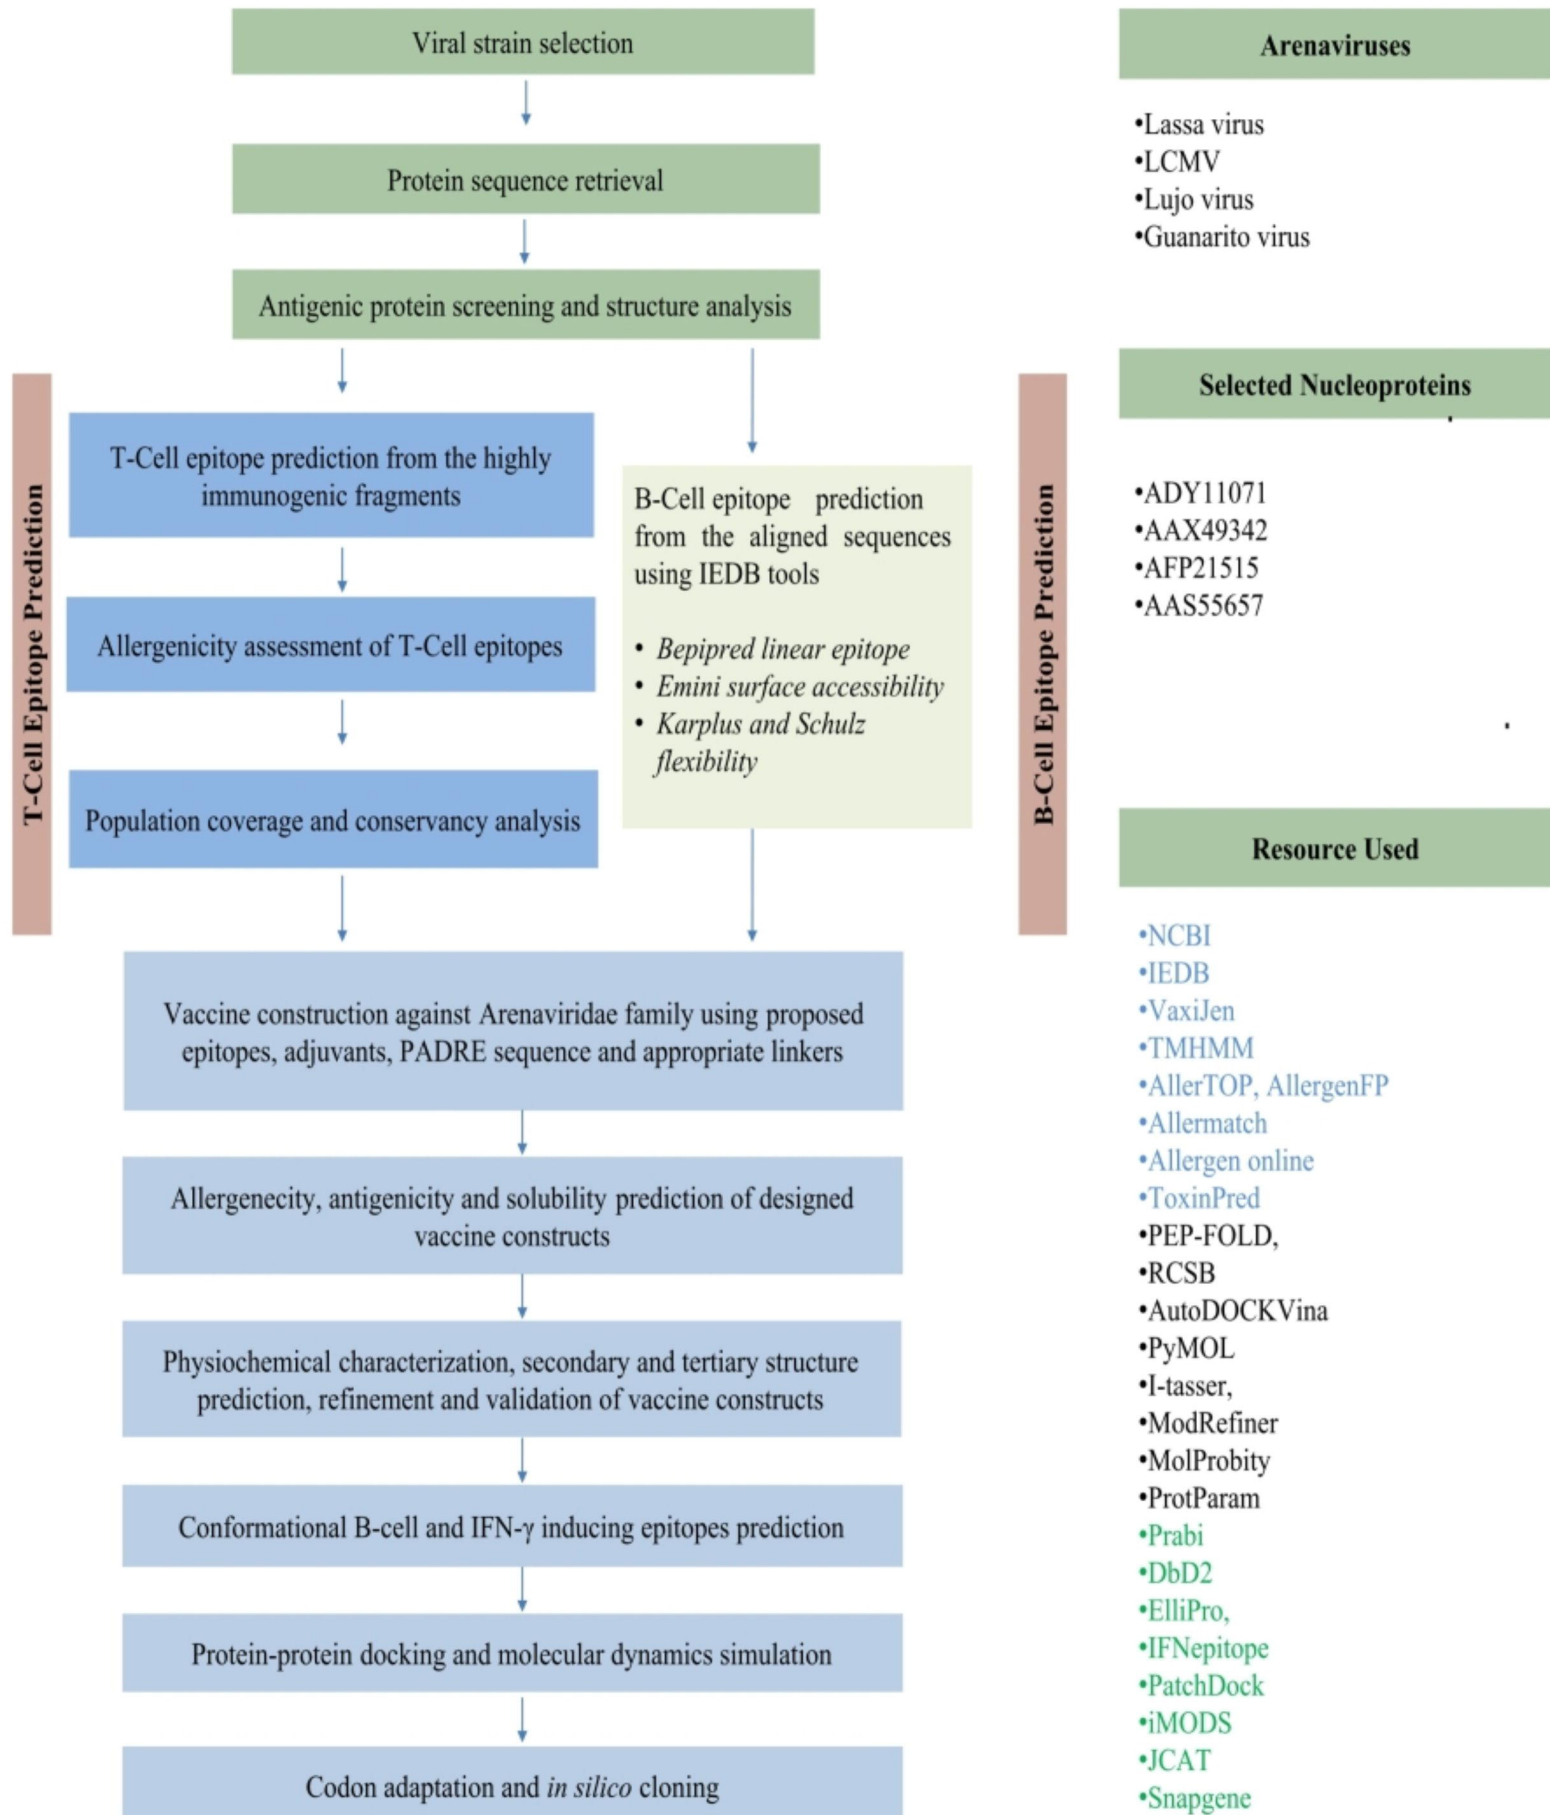 Viral strain selection
Protein sequence retrieval
Antigenic protein screening and structure analysis
T-Cell Epitope Prediction
T-Cell epitope prediction from the highly
immunogenic fragments
Allergenicity assessment of T-Cell epitopes
Population coverage and conservancy analysis
B-Cell epitope prediction
from the aligned sequences
using IEDB tools
• Bepipred linear epitope
• Emini surface accessibility
• Karplus and Schulz
flexibility
B-Cell Epitope Prediction
Vaccine construction against Arenaviridae family using proposed
epitopes, adjuvants, PADRE sequence and appropriate linkers
Allergenecity, antigenicity and solubility prediction of designed
vaccine constructs
Physiochemical characterization, secondary and tertiary structure
prediction, refinement and validation of vaccine constructs
Conformational B-cell and IFN-γ inducing epitopes prediction
Protein-protein docking and molecular dynamics simulation
Codon adaptation and in silico cloning
Arenaviruses
•Lassa virus
•LCMV
•Lujo virus
•Guanarito virus
Selected Nucleoproteins
•ADY11071
•AAX49342
•AFP21515
•AAS55657
Resource Used
•NCBI
•IEDB
•VaxiJen
•TMHMM
•AllerTOP, AllergenFP
•Allermatch
•Allergen online
•ToxinPred
•PEP-FOLD,
•RCSB
•AutoDOCKVina
•PyMOL
•I-tasser,
•ModRefiner
•MolProbity
•ProtParam
•Prabi
•DbD2
•ElliPro,
•IFNepitope
•PatchDock
•iMODS
•JCAT
•Snapgene